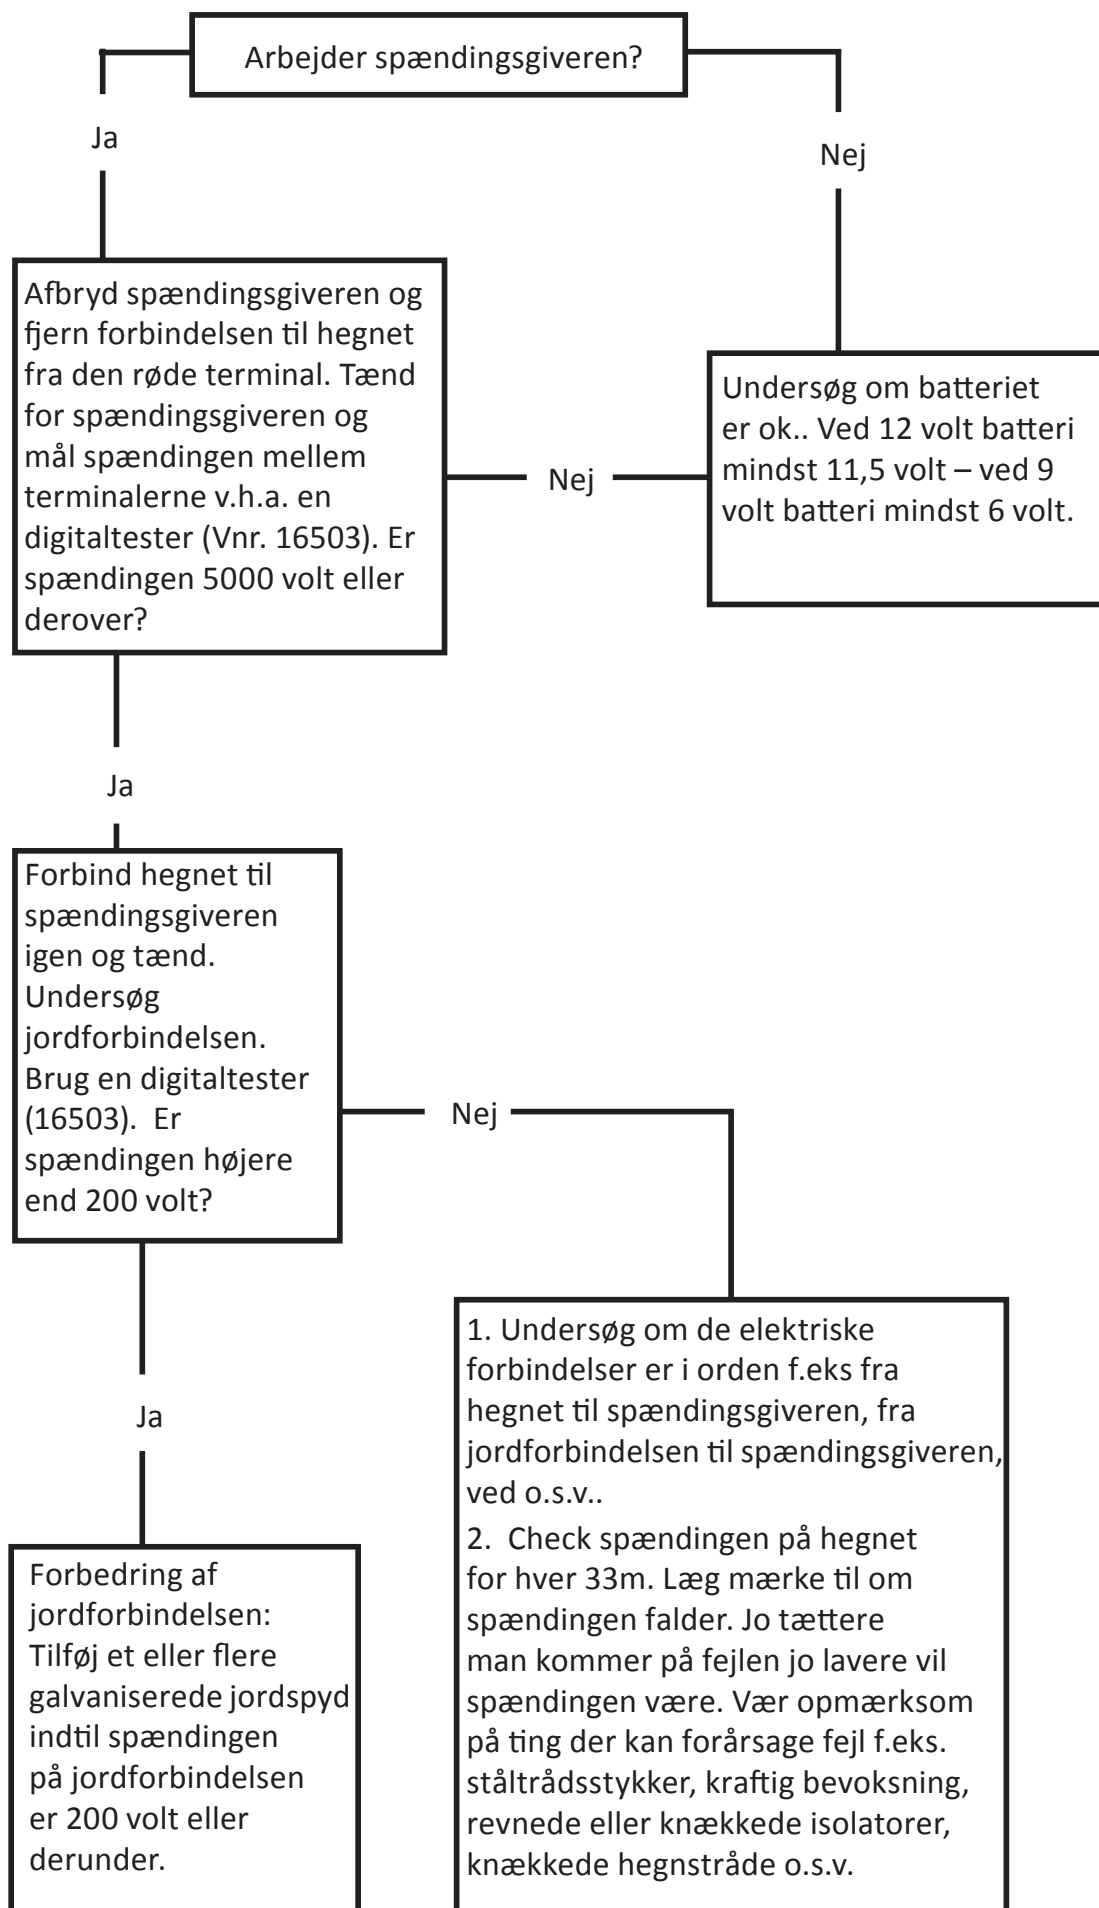 Arbejder spændingsgiveren?
Ja
Nej
Afbryd spændingsgiveren og
fjern forbindelsen til hegnet
fra den røde terminal. Tænd
for spændingsgiveren og
mål spændingen mellem
terminalerne v.h.a. en
digitaltester (Vnr. 16503). Er
spændingen 5000 volt eller
derover?
Nej
Undersøg om batteriet
er ok.. Ved 12 volt batteri
mindst 11,5 volt – ved 9
volt batteri mindst 6 volt.
Ja
Forbind hegnet til
spændingsgiveren
igen og tænd.
Undersøg
jordforbindelsen.
Brug en digitaltester
(16503).  Er
spændingen højere
end 200 volt?
Nej
Ja
1. Undersøg om de elektriske
forbindelser er i orden f.eks fra
hegnet til spændingsgiveren, fra
jordforbindelsen til spændingsgiveren,
ved o.s.v..
2.  Check spændingen på hegnet
for hver 33m. Læg mærke til om
spændingen falder. Jo tættere
man kommer på fejlen jo lavere vil
spændingen være. Vær opmærksom
på ting der kan forårsage fejl f.eks.
ståltrådsstykker, kraftig bevoksning,
revnede eller knækkede isolatorer,
knækkede hegnstråde o.s.v.
Forbedring af
jordforbindelsen:
Tilføj et eller flere
galvaniserede jordspyd
indtil spændingen
på jordforbindelsen
er 200 volt eller
derunder.